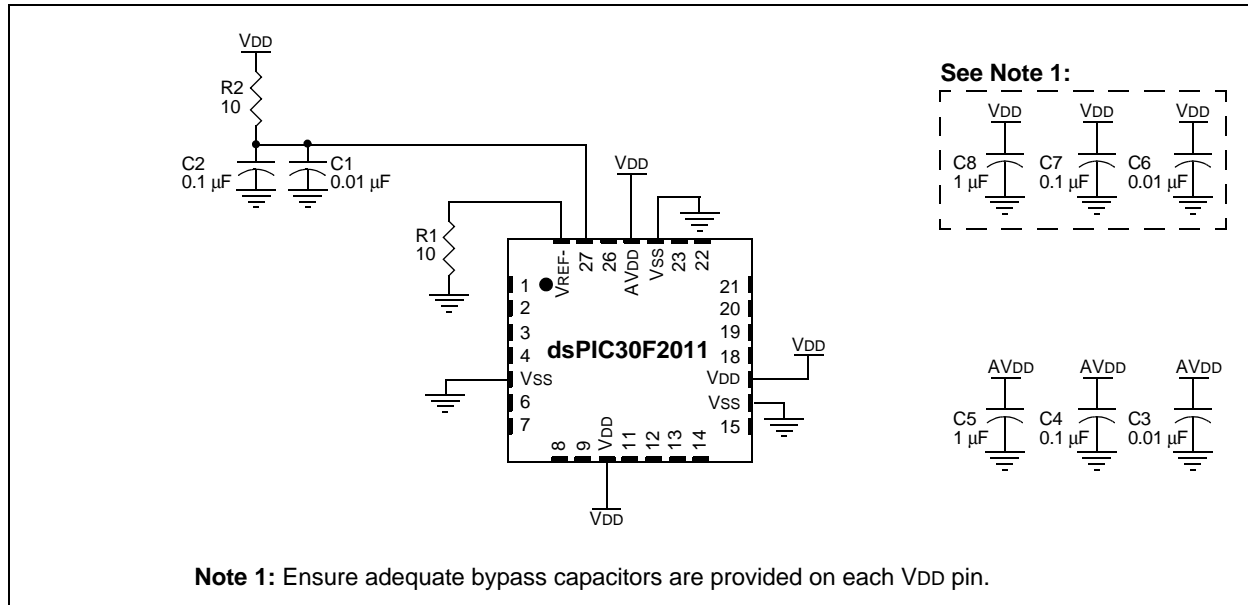 VDD
R2
10
C2
0.1 µF
C1
0.01 µF
R1
10
VDD
VREF-
27
26
AVDD
VSS
23
22
1
2
3
4
VSS
6
7
dsPIC30F2011
21
20
19
18
VDD
VSS
15
VDD
8
9
VDD
11
12
13
14
VDD
See Note 1:
VDD
VDD
VDD
C8
1 µF
C7
0.1 µF
C6
0.01 µF
AVDD
AVDD
AVDD
C5
1 µF
C4
0.1 µF
C3
0.01 µF
Note 1: Ensure adequate bypass capacitors are provided on each VDD pin.